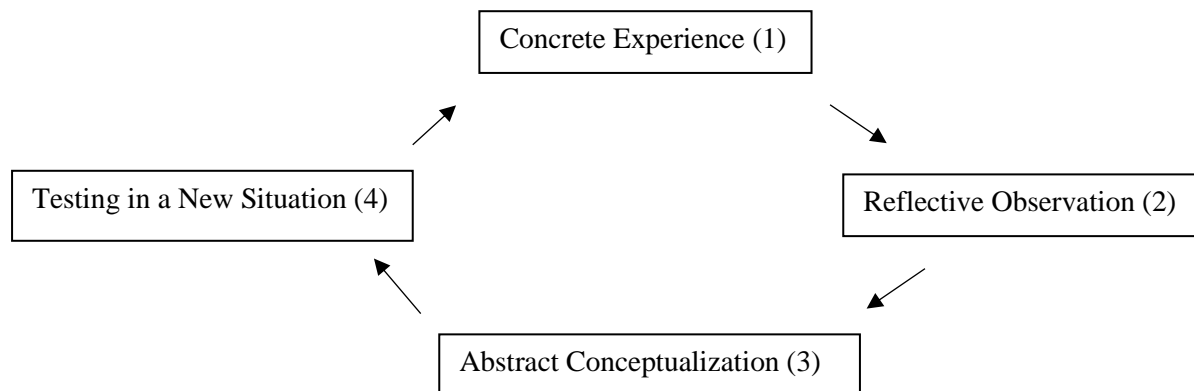 Concrete Experience (1)
Testing in a New Situation (4)
Reflective Observation (2)
Abstract Conceptualization (3)